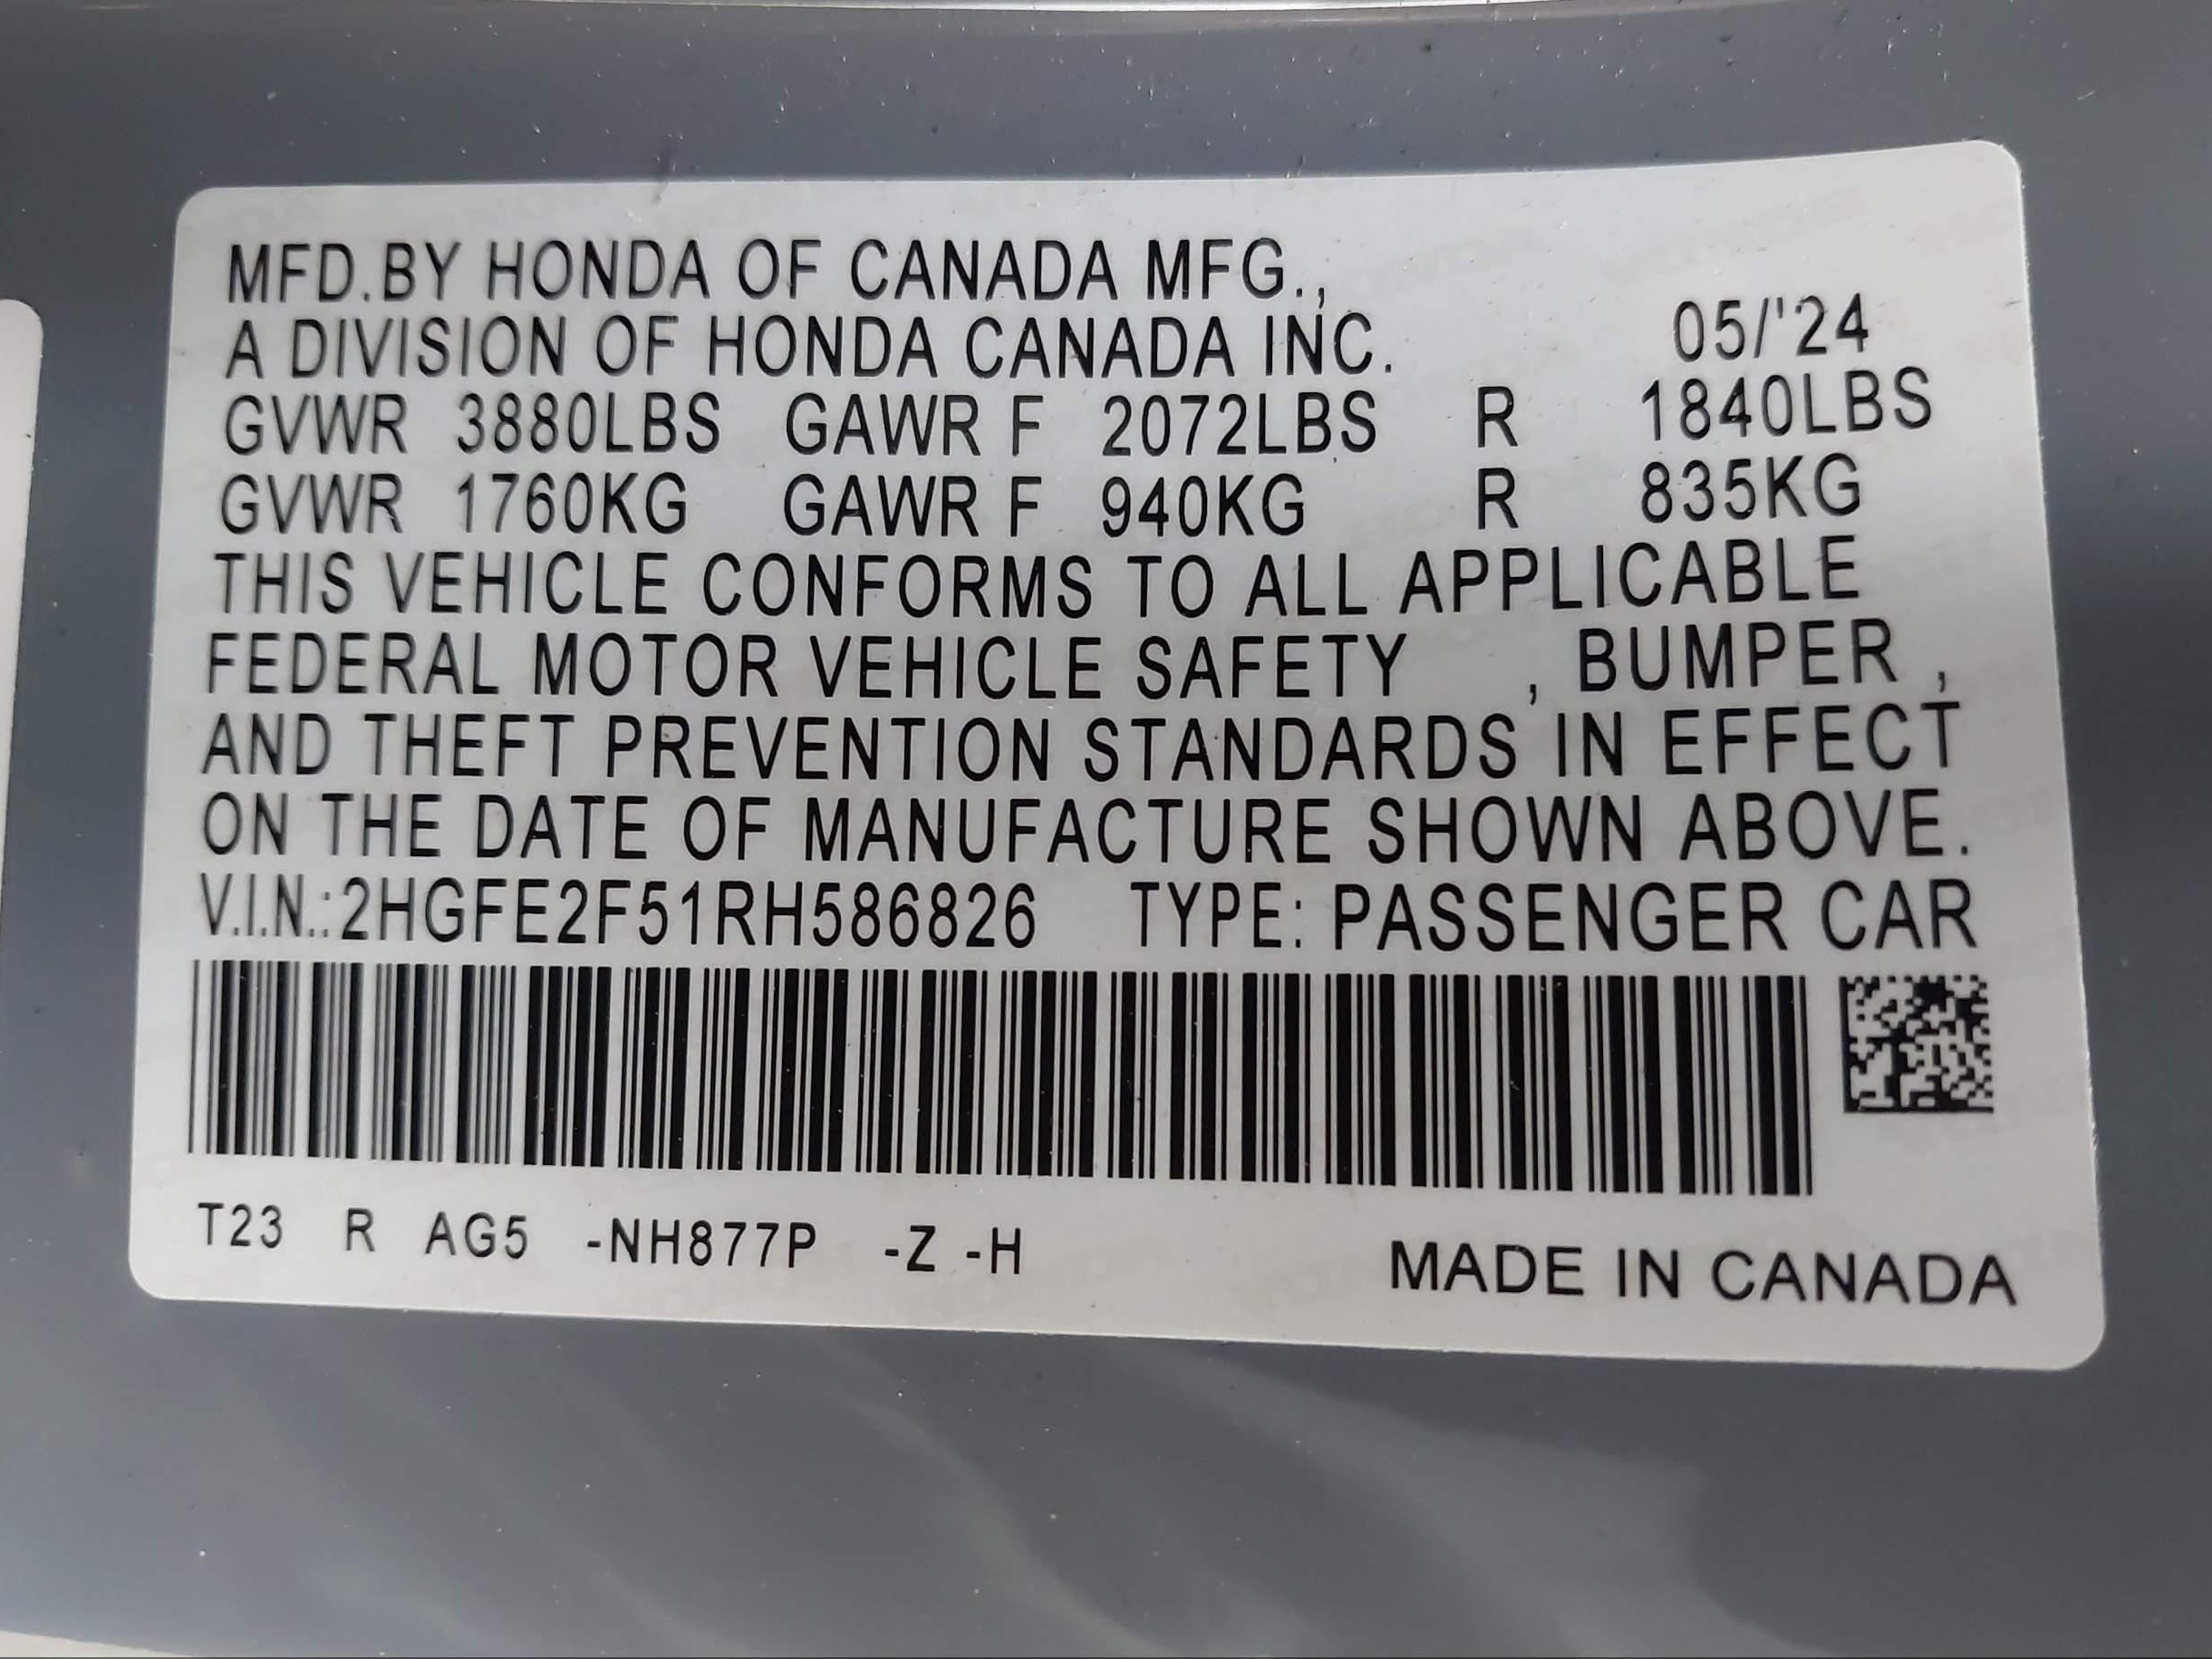 MFD.BY HONDA OF CANADA MFG.,
A DIVISION OF HONDA CANADA INC. 05/'24
GVWR 3880LBS GAWR F 2072LBS R 1840LBS
GVWR 1760KG GAWR F 940KG R 835KG
THIS VEHICLE CONFORMS TO ALL APPLICABLE
FEDERAL MOTOR VEHICLE SAFETY , BUMPER ,
AND THEFT PREVENTION STANDARDS IN EFFECT
ON THE DATE OF MANUFACTURE SHOWN ABOVE.
V.I.N.:2HGFE2F51RH586826 TYPE: PASSENGER CAR
T23 R AG5 -NH877P -Z -H
MADE IN CANADA